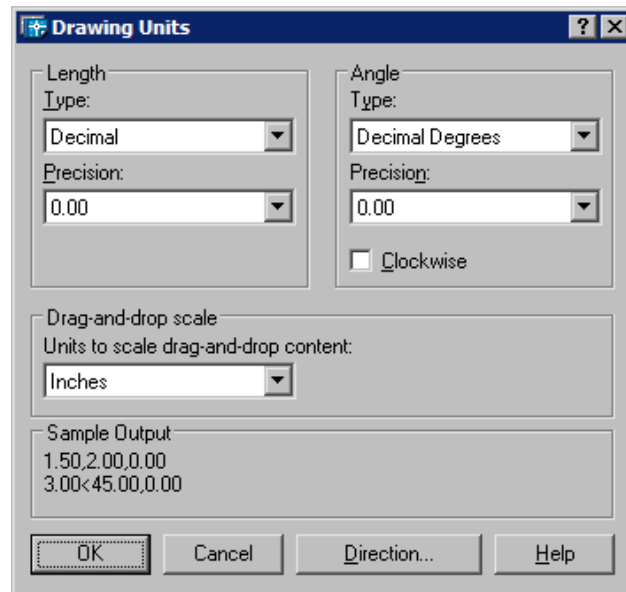 Drawing Units
Length
Type:
Decimal
Precision:
0.00
Angle
Type:
Decimal Degrees
Precision:
0.00
Clockwise
Drag-and-drop scale
Units to scale drag-and-drop content:
Inches
Sample Output
1.50,2.00,0.00
3.00<45.00,0.00
OK Cancel Direction... Help